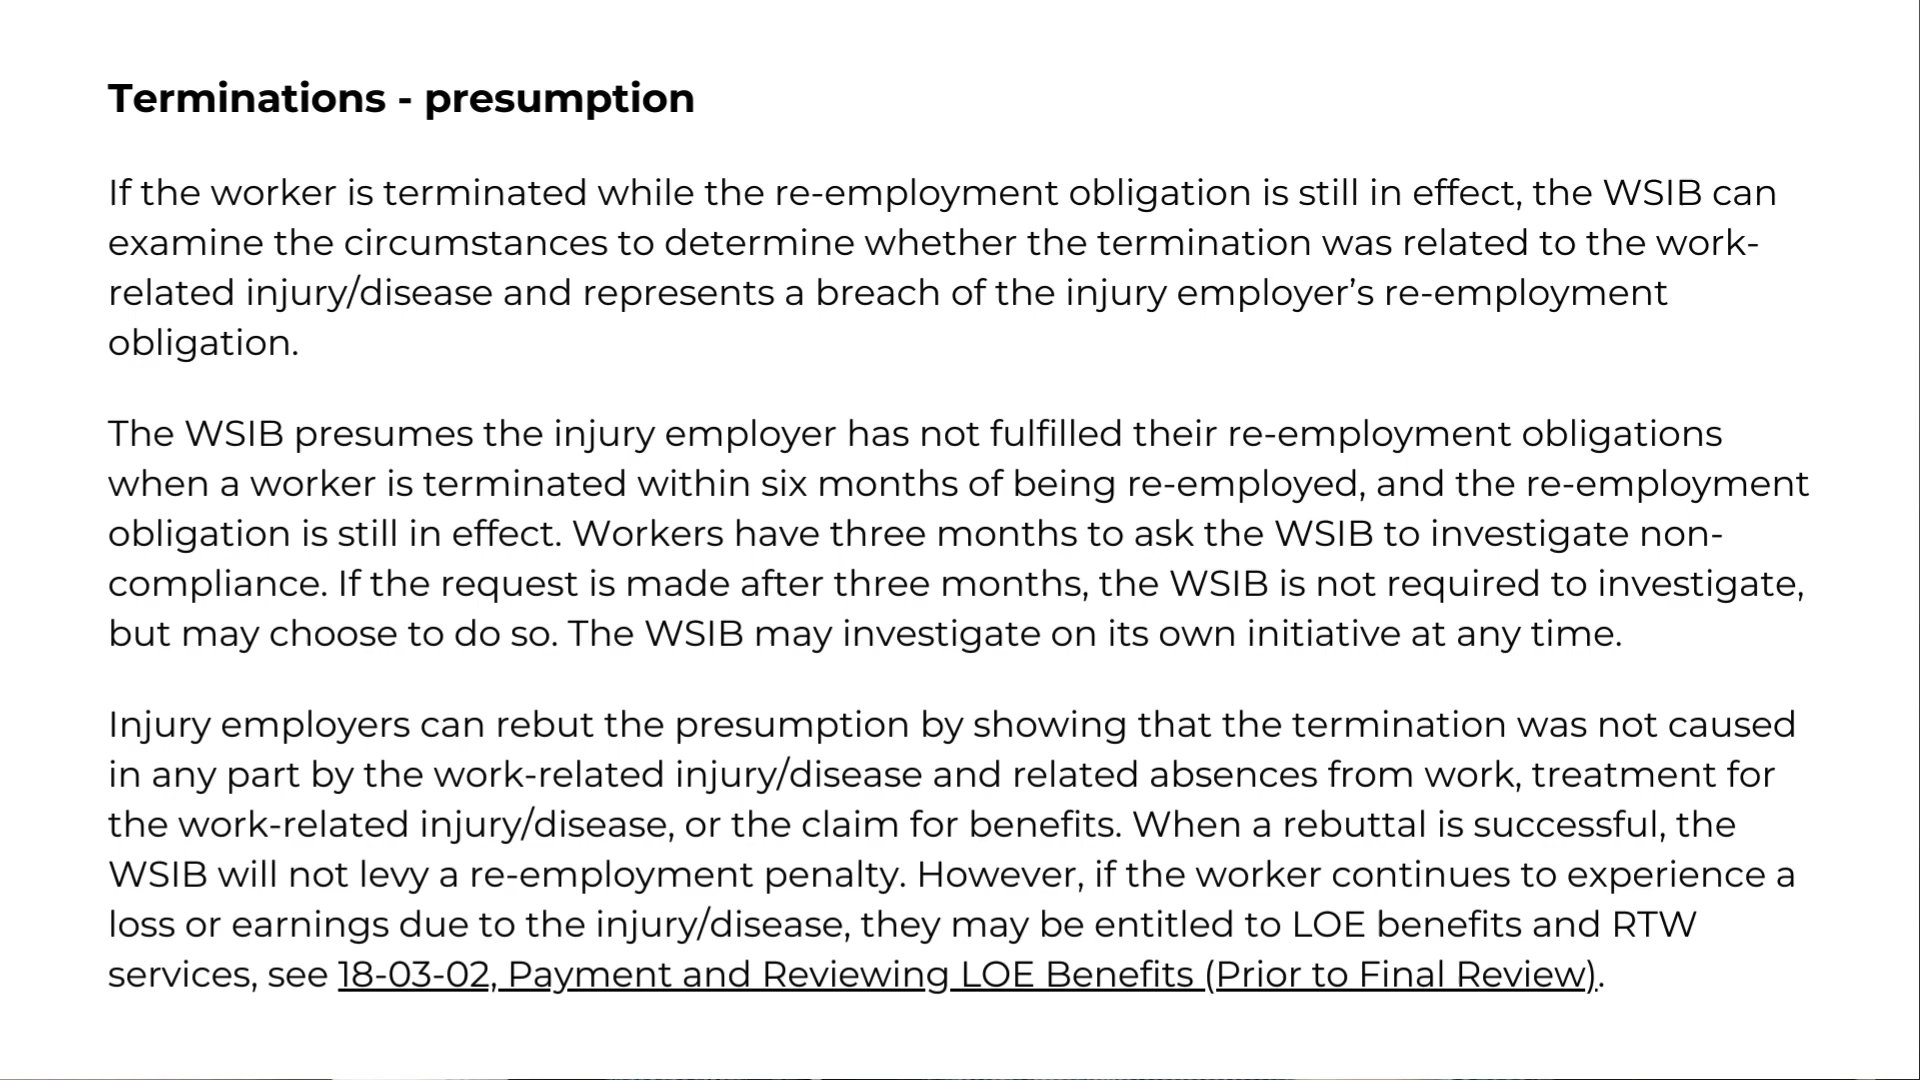 Terminations - presumption
If the worker is terminated while the re-employment obligation is still in effect, the WSIB can
examine the circumstances to determine whether the termination was related to the work-
related injury/disease and represents a breach of the injury employer’s re-employment
obligation.
The WSIB presumes the injury employer has not fulfilled their re-employment obligations
when a worker is terminated within six months of being re-employed, and the re-employment
obligation is still in effect. Workers have three months to ask the WSIB to investigate non-
compliance. If the request is made after three months, the WSIB is not required to investigate,
but may choose to do so. The WSIB may investigate on its own initiative at any time.
Injury employers can rebut the presumption by showing that the termination was not caused
in any part by the work-related injury/disease and related absences from work, treatment for
the work-related injury/disease, or the claim for benefits. When a rebuttal is successful, the
WSIB will not levy a re-employment penalty. However, if the worker continues to experience a
loss or earnings due to the injury/disease, they may be entitled to LOE benefits and RTW
services, see 18-03-02, Payment and Reviewing LOE Benefits (Prior to Final Review).